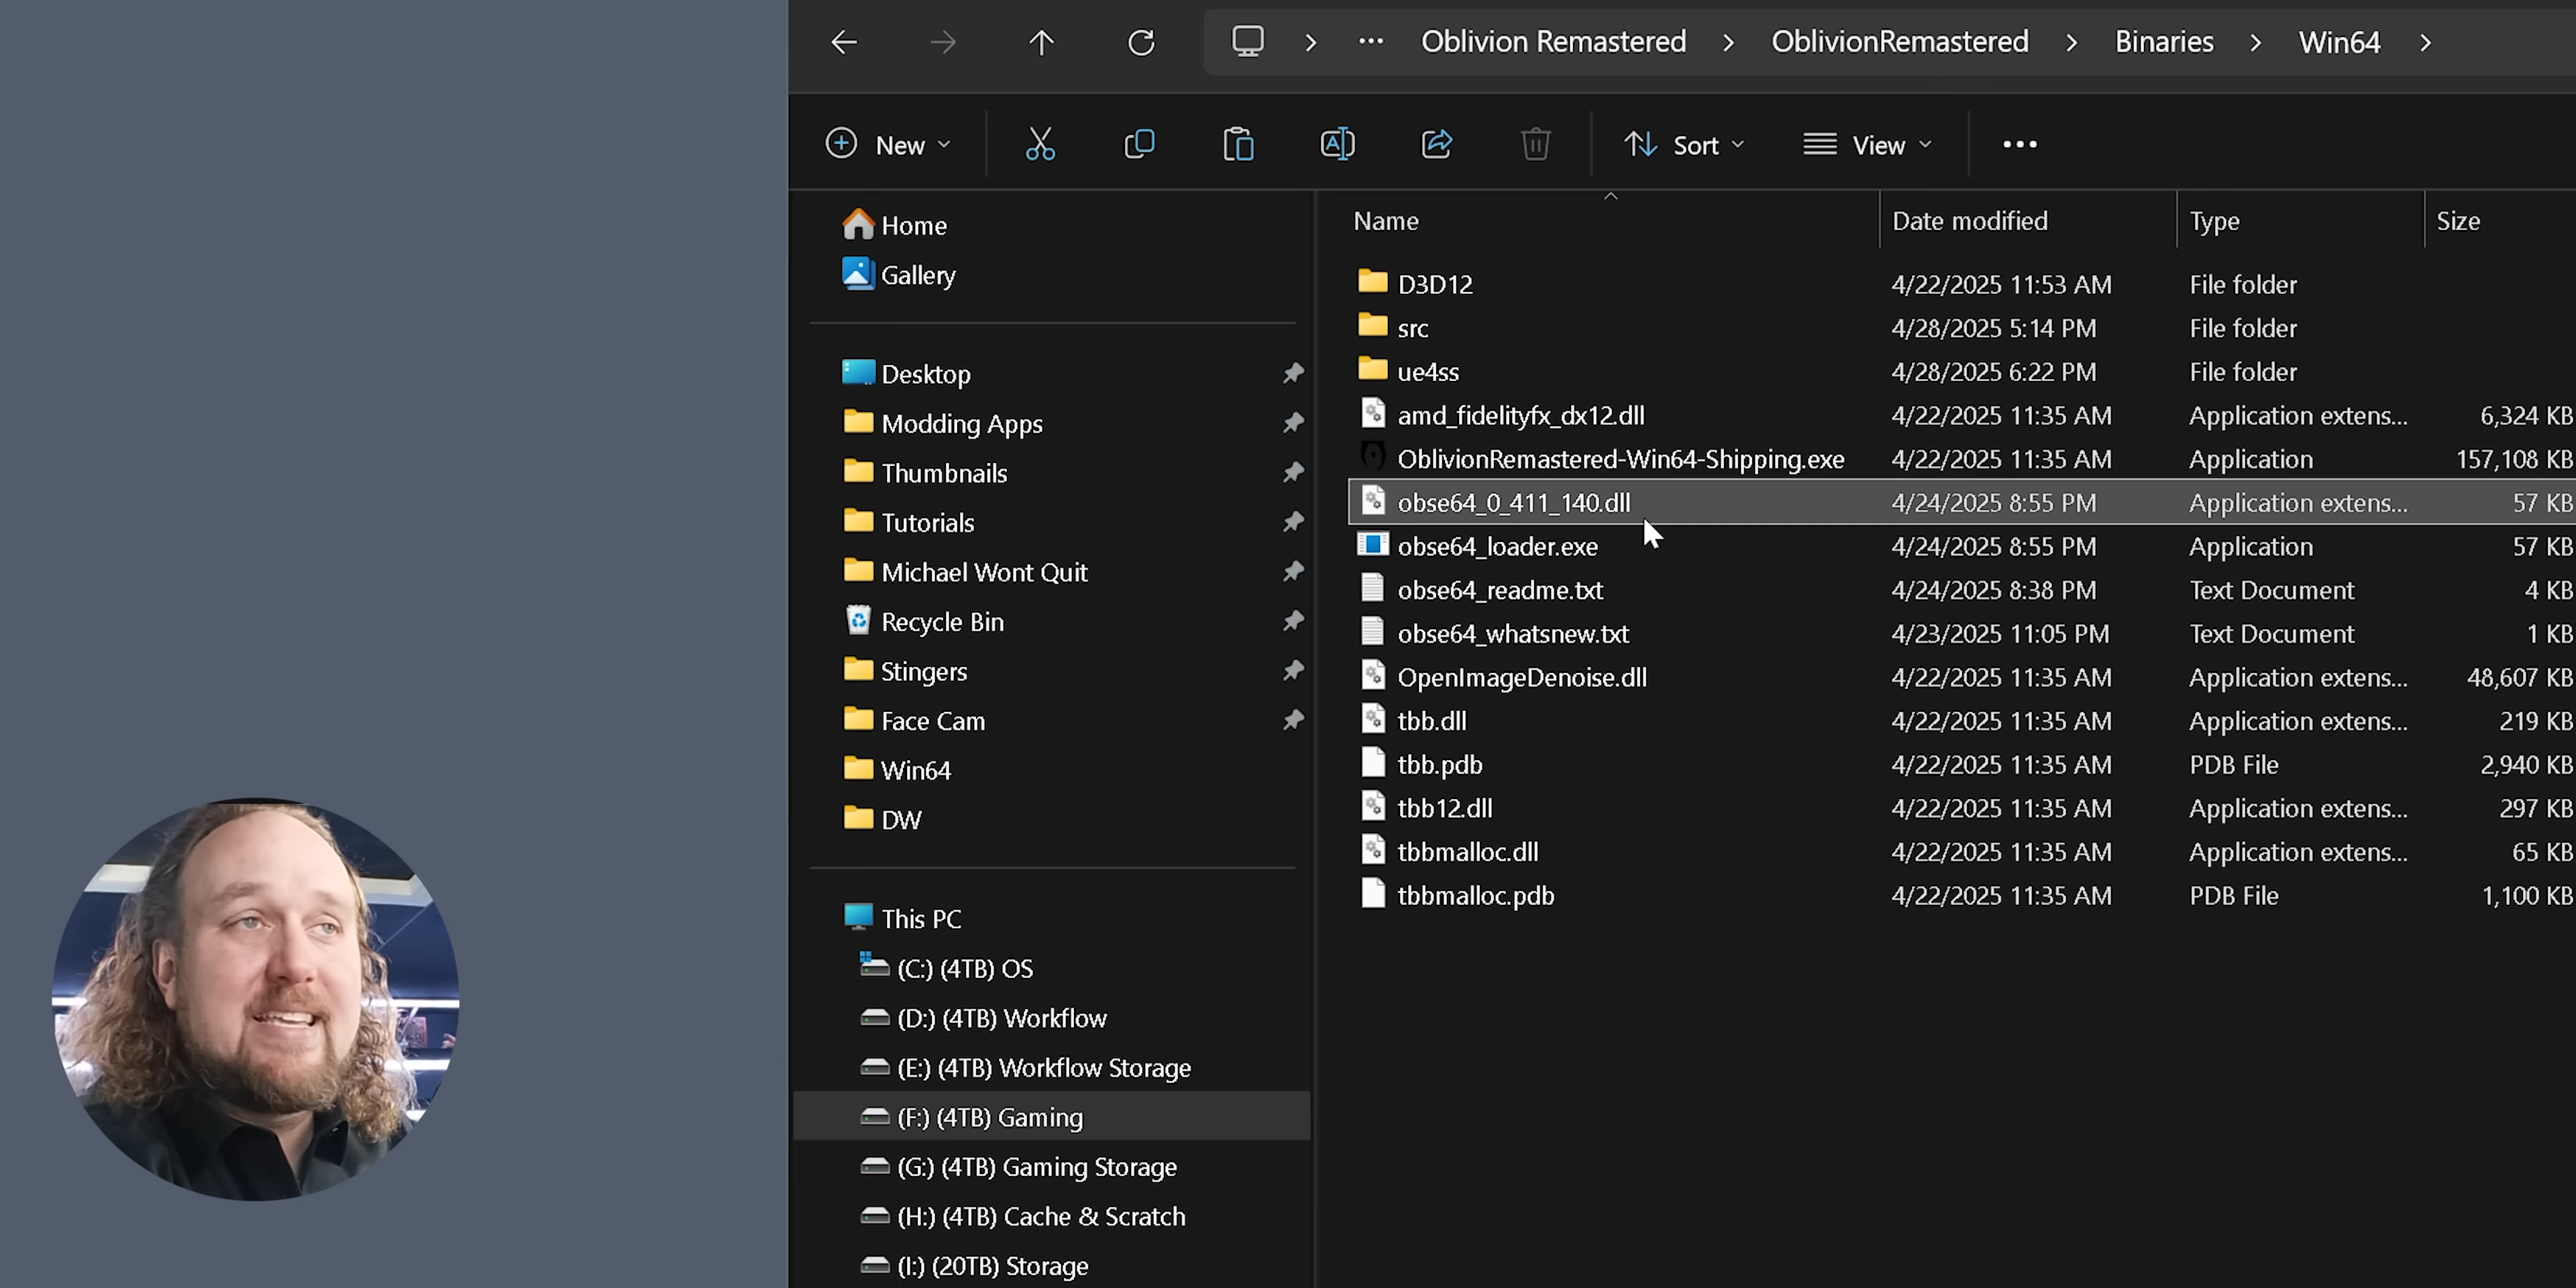 Oblivion Remastered > OblivionRemastered > Binaries > Win64 >
New Sort View
Name Date modified Type Size
Home
Gallery
Desktop
Modding Apps
Thumbnails
Tutorials
Michael Wont Quit
Recycle Bin
Stingers
Face Cam
Win64
DW
This PC
(C:) (4TB) OS
(D:) (4TB) Workflow
(E:) (4TB) Workflow Storage
(F:) (4TB) Gaming
(G:) (4TB) Gaming Storage
(H:) (4TB) Cache & Scratch
(I:) (20TB) Storage
D3D12 4/22/2025 11:53 AM File folder
src 4/28/2025 5:14 PM File folder
ue4ss 4/28/2025 6:22 PM File folder
amd_fidelityfx_dx12.dll 4/22/2025 11:35 AM Application extens... 6,324 KB
OblivionRemastered-Win64-Shipping.exe 4/22/2025 11:35 AM Application 157,108 KB
obse64_0_411_140.dll 4/24/2025 8:55 PM Application extens... 57 KB
obse64_loader.exe 4/24/2025 8:55 PM Application 57 KB
obse64_readme.txt 4/24/2025 8:38 PM Text Document 4 KB
obse64_whatsnew.txt 4/23/2025 11:05 PM Text Document 1 KB
OpenImageDenoise.dll 4/22/2025 11:35 AM Application extens... 48,607 KB
tbb.dll 4/22/2025 11:35 AM Application extens... 219 KB
tbb.pdb 4/22/2025 11:35 AM PDB File 2,940 KB
tbb12.dll 4/22/2025 11:35 AM Application extens... 297 KB
tbbmalloc.dll 4/22/2025 11:35 AM Application extens... 65 KB
tbbmalloc.pdb 4/22/2025 11:35 AM PDB File 1,100 KB